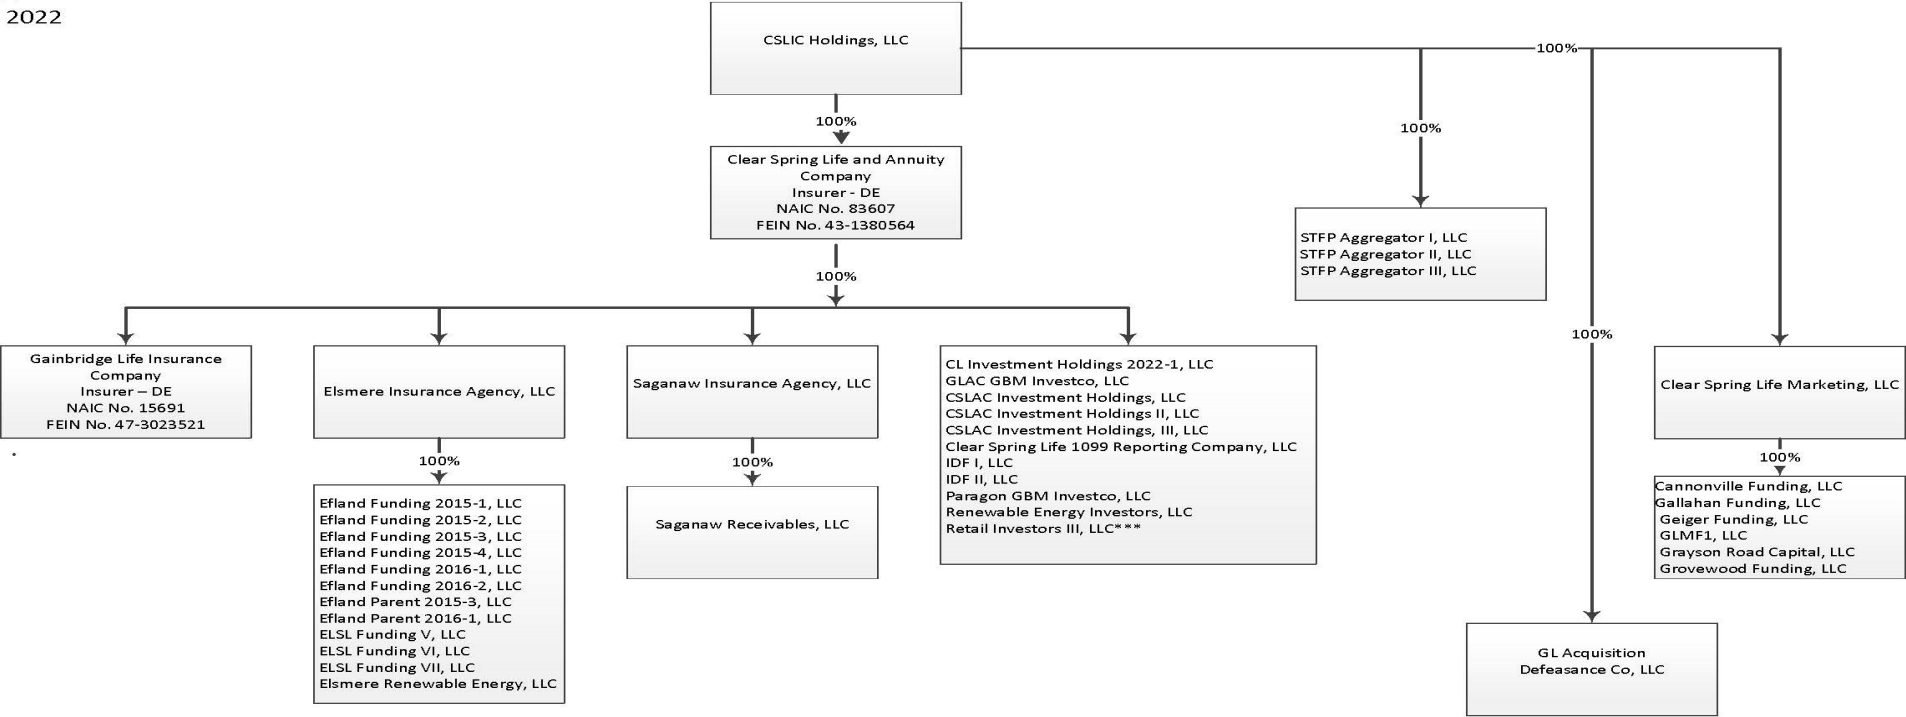 2022
CSLIC Holdings, LLC
100%
100%
Clear Spring Life and Annuity
Company
Insurer - DE
NAIC No. 83607
FEIN No. 43-1380564
100%
STFP Aggregator I, LLC
STFP Aggregator II, LLC
STFP Aggregator III, LLC
100%
100%
Gainbridge Life Insurance
Company
Insurer – DE
NAIC No. 15691
FEIN No. 47-3023521
.
Elsmere Insurance Agency, LLC
100%
Efland Funding 2015-1, LLC
Efland Funding 2015-2, LLC
Efland Funding 2015-3, LLC
Efland Funding 2015-4, LLC
Efland Funding 2016-1, LLC
Efland Funding 2016-2, LLC
Efland Parent 2015-3, LLC
Efland Parent 2016-1, LLC
ELSL Funding V, LLC
ELSL Funding VI, LLC
ELSL Funding VII, LLC
Elsmere Renewable Energy, LLC
Saganaw Insurance Agency, LLC
100%
Saganaw Receivables, LLC
CL Investment Holdings 2022-1, LLC
GLAC GBM Investco, LLC
CSLAC Investment Holdings, LLC
CSLAC Investment Holdings II, LLC
CSLAC Investment Holdings, III, LLC
Clear Spring Life 1099 Reporting Company, LLC
IDF I, LLC
IDF II, LLC
Paragon GBM Investco, LLC
Renewable Energy Investors, LLC
Retail Investors III, LLC***
100%
GL Acquisition
Defeasance Co, LLC
Clear Spring Life Marketing, LLC
100%
Cannonville Funding, LLC
Gallahan Funding, LLC
Geiger Funding, LLC
GLMF1, LLC
Grayson Road Capital, LLC
Grovewood Funding, LLC